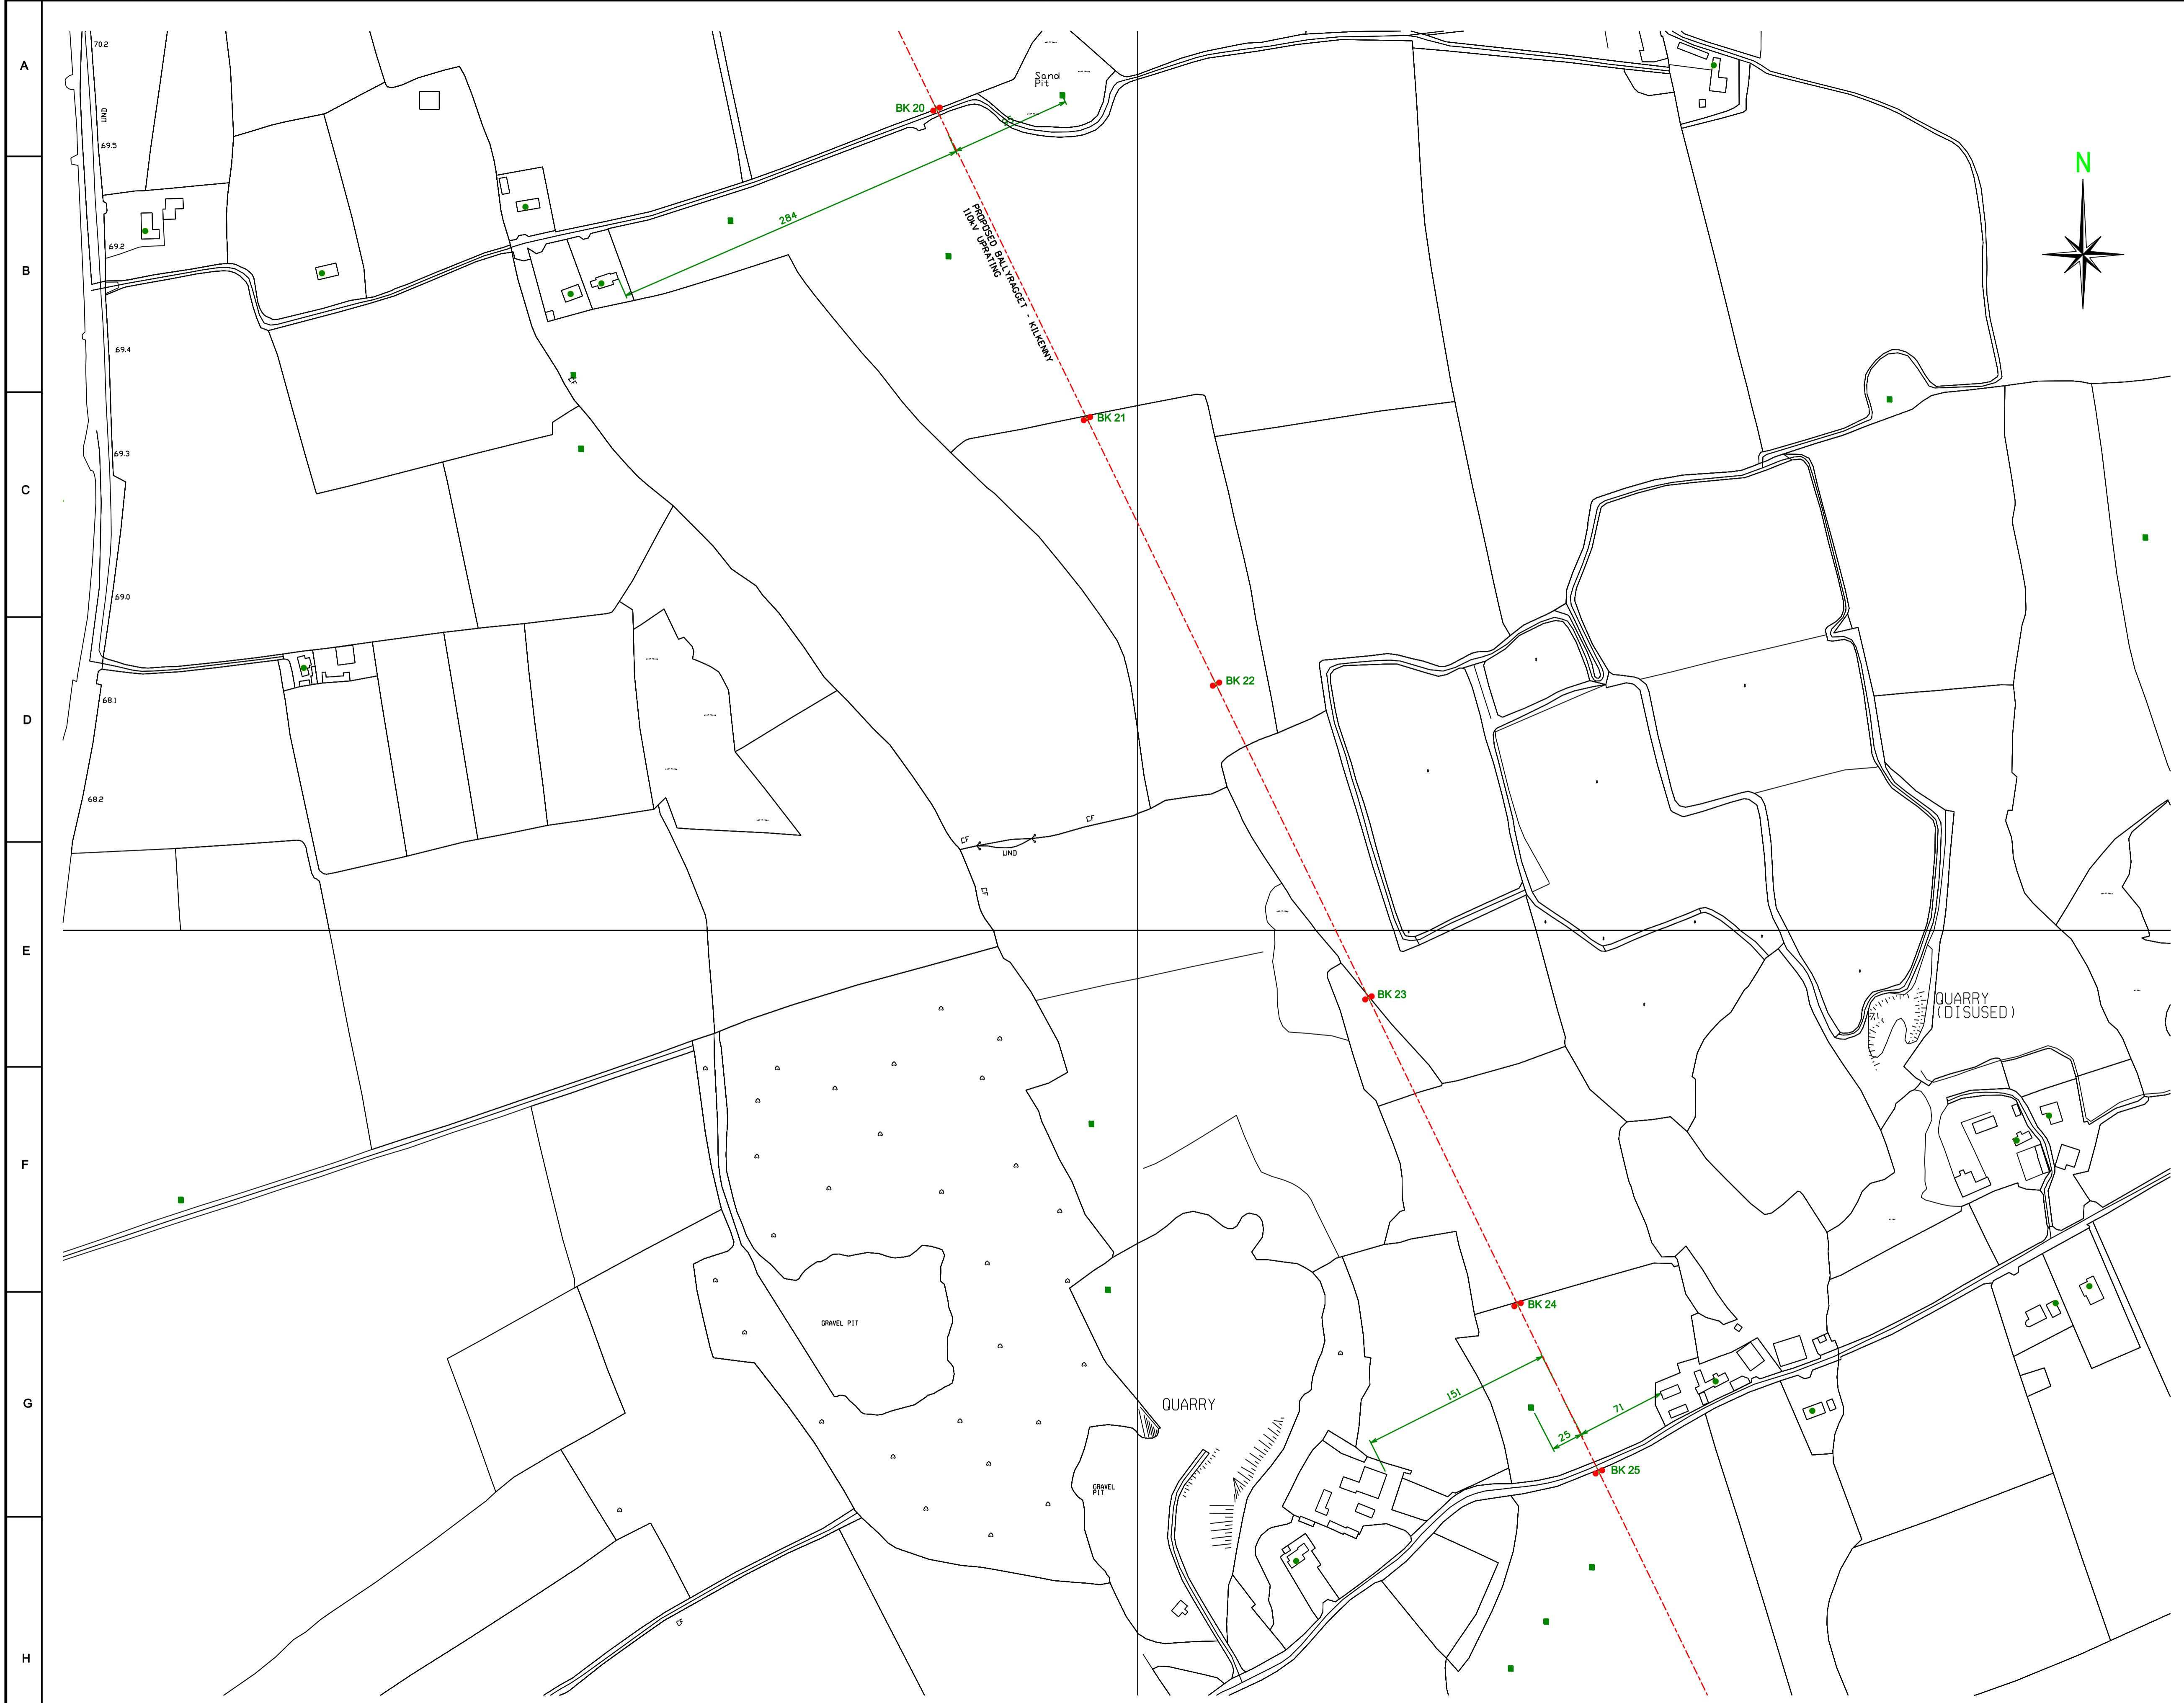 A
70.2
Sand
Pit
BK 20
UND
69.5
N
284
B
69.2
PROPOSED BALLYRAGGET - KILKENNY
110kV UPRATING
69.4
CF
BK 21
69.3
C
69.0
BK 22
D
68.1
68.2
CF
CF
UND
CF
E
BK 23
QUARRY
(DISUSED)
F
BK 24
GRAVEL PIT
151
QUARRY
71
G
25
BK 25
GRAVEL
PIT
CF
H